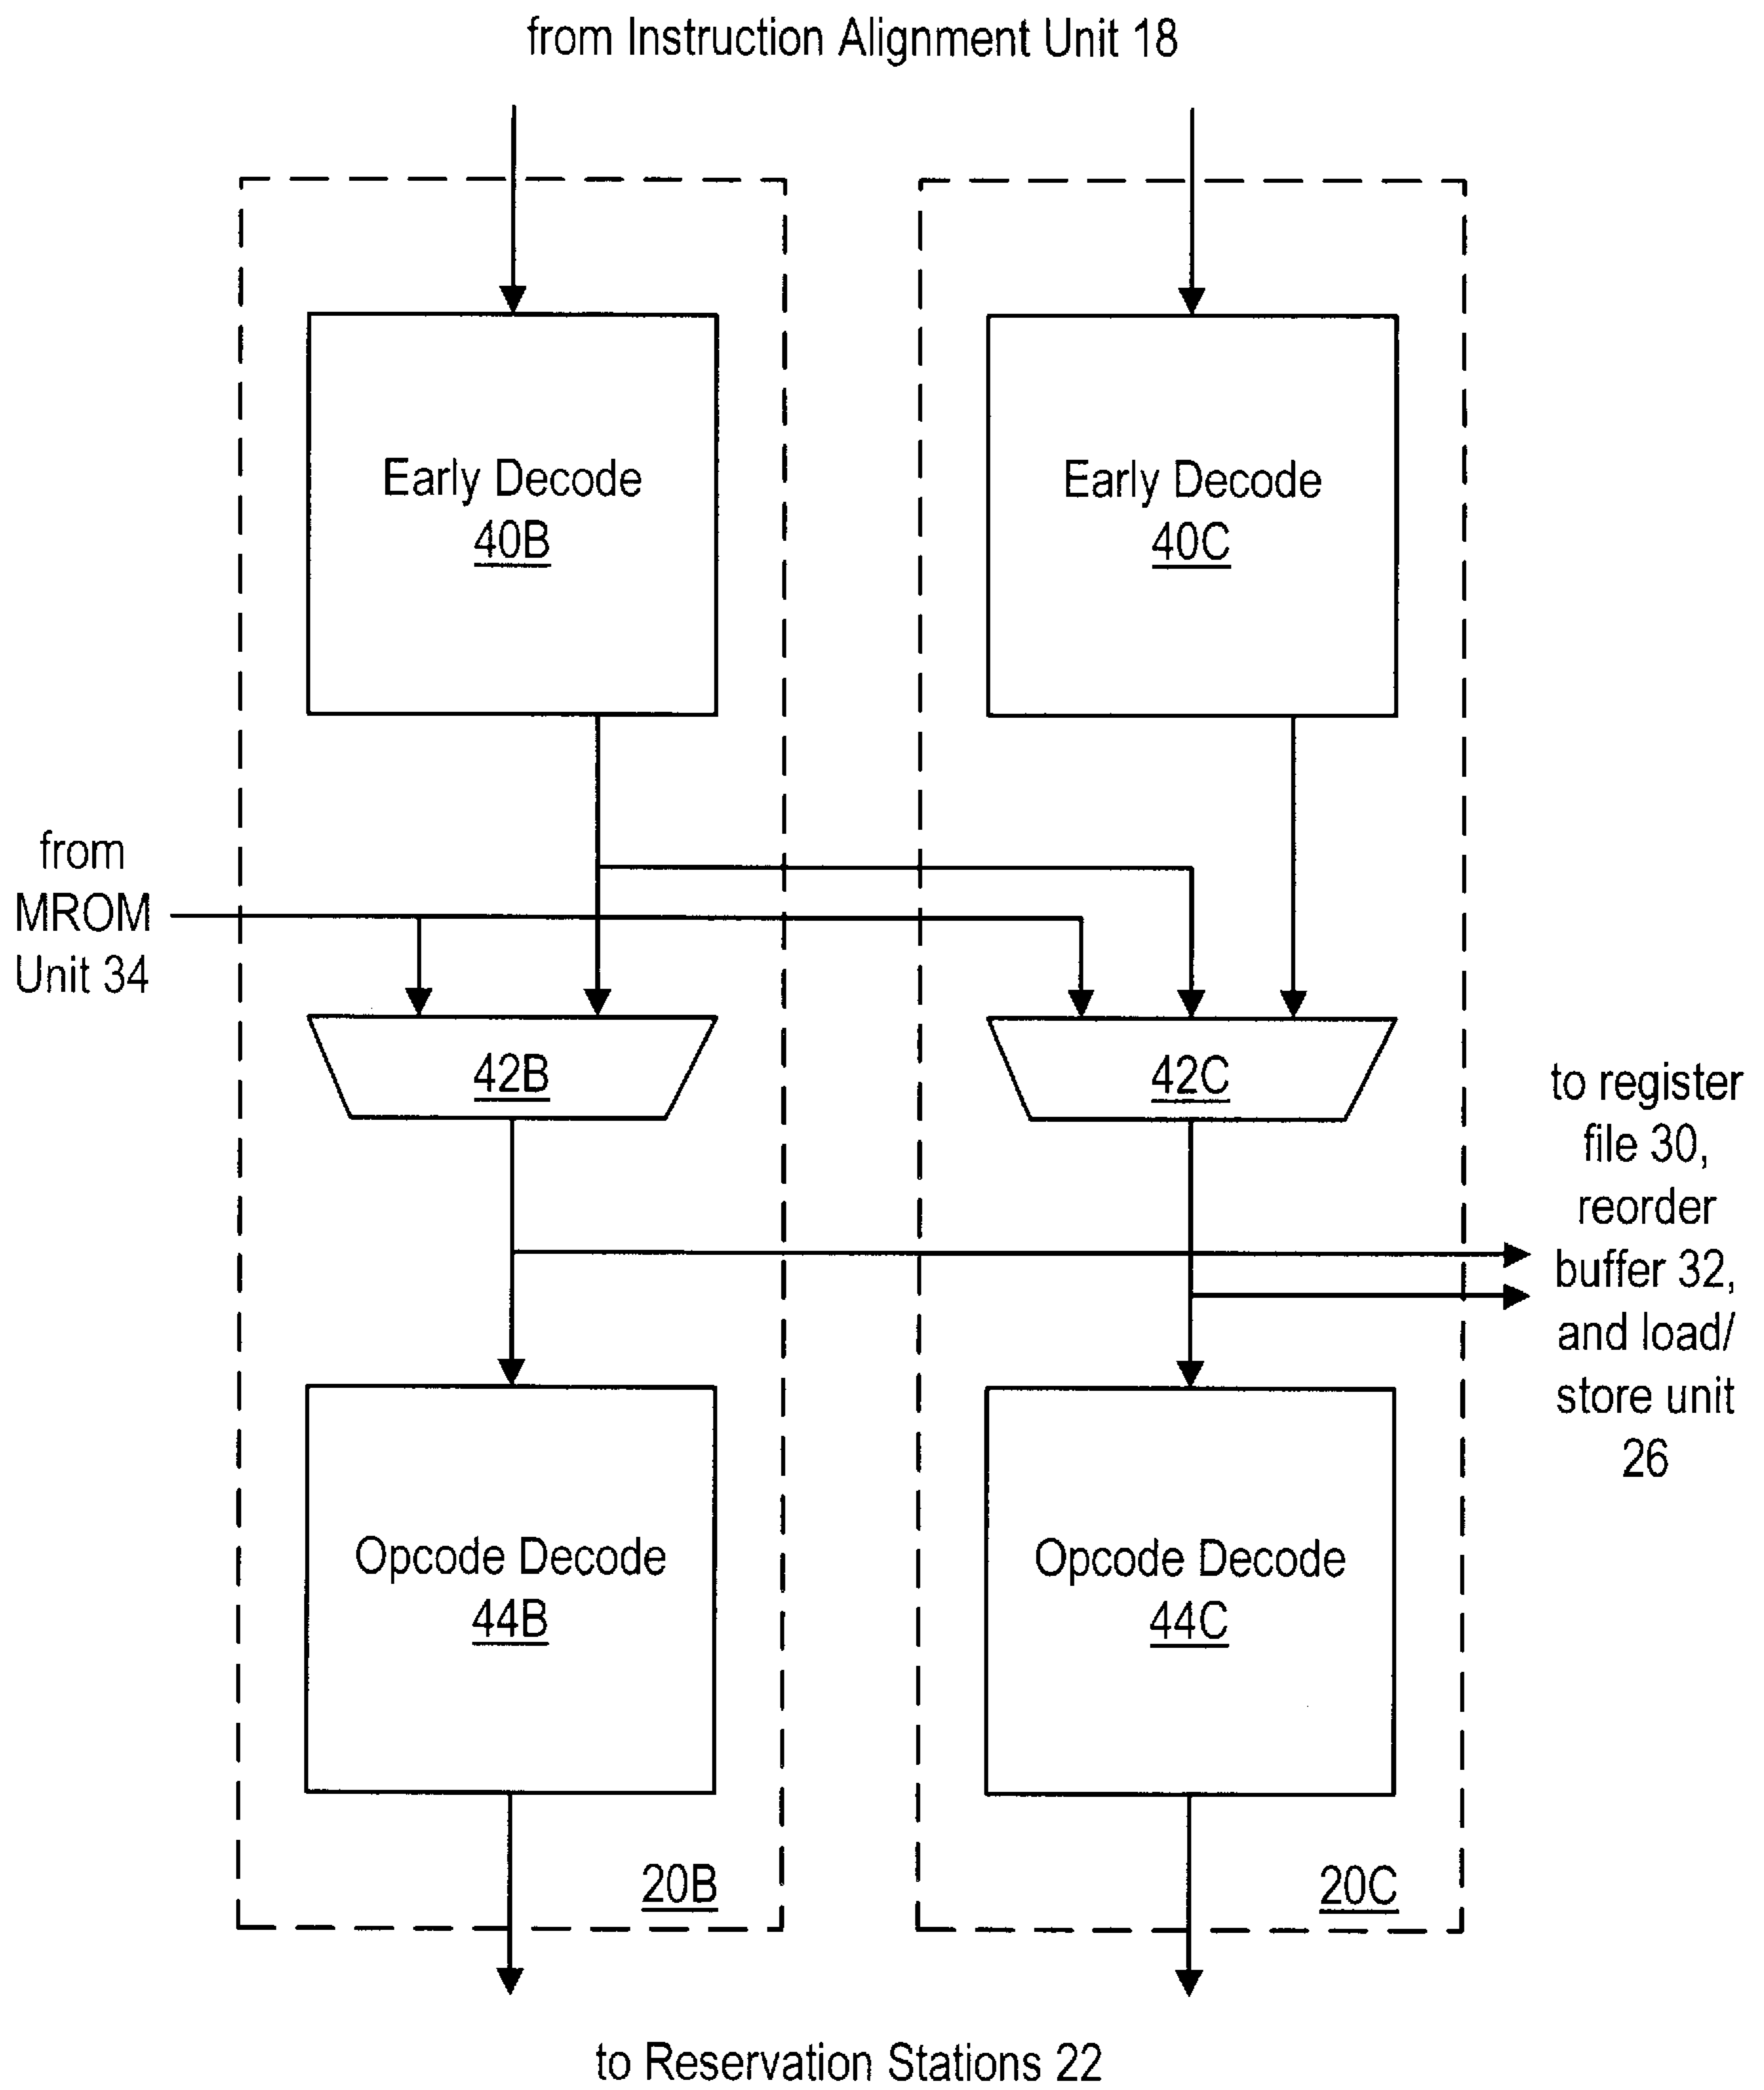 from Instruction Alignment Unit 18
Early Decode
40B
Early Decode
40C
from
MROM
Unit 34
42B
42C
to register
file 30,
reorder
buffer 32,
and load/
store unit
26
Opcode Decode
44B
Opcode Decode
44C
20B
20C
to Reservation Stations 22